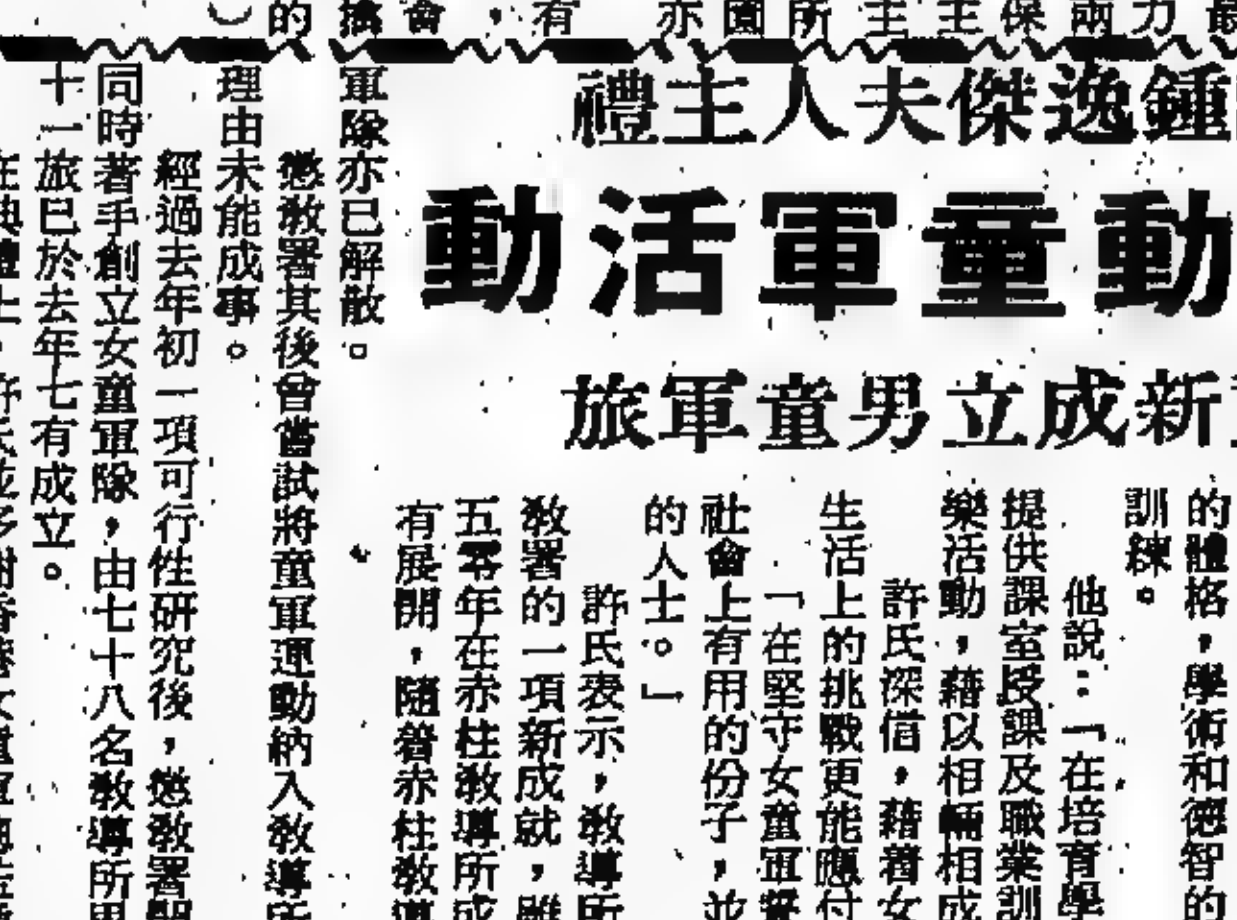 鍾逸傑夫人主禮
動童軍活動
新成立男童軍旅
的體格，學術和德智的
訓練。
他說：「在培育學
提供課室授課及職業訓
樂活動，藉以相輔相成
許氏深信，藉着女
生活上的挑戰更能應付
「在堅守女童軍誓
社會上有用的份子，並
的人士。」
許氏表示，教導所
教署的一項新成就，雖
五零年在赤柱教導所成
有展開，隨着赤柱教導
軍隊亦已解散。
懲教署其後曾嘗試將童軍運動納入教導所
理由未能成事。
經過去年初一項可行性研究後，懲教署
同時著手創立女童軍隊，由七十八名教導所
十一旅已於去年七有成立。